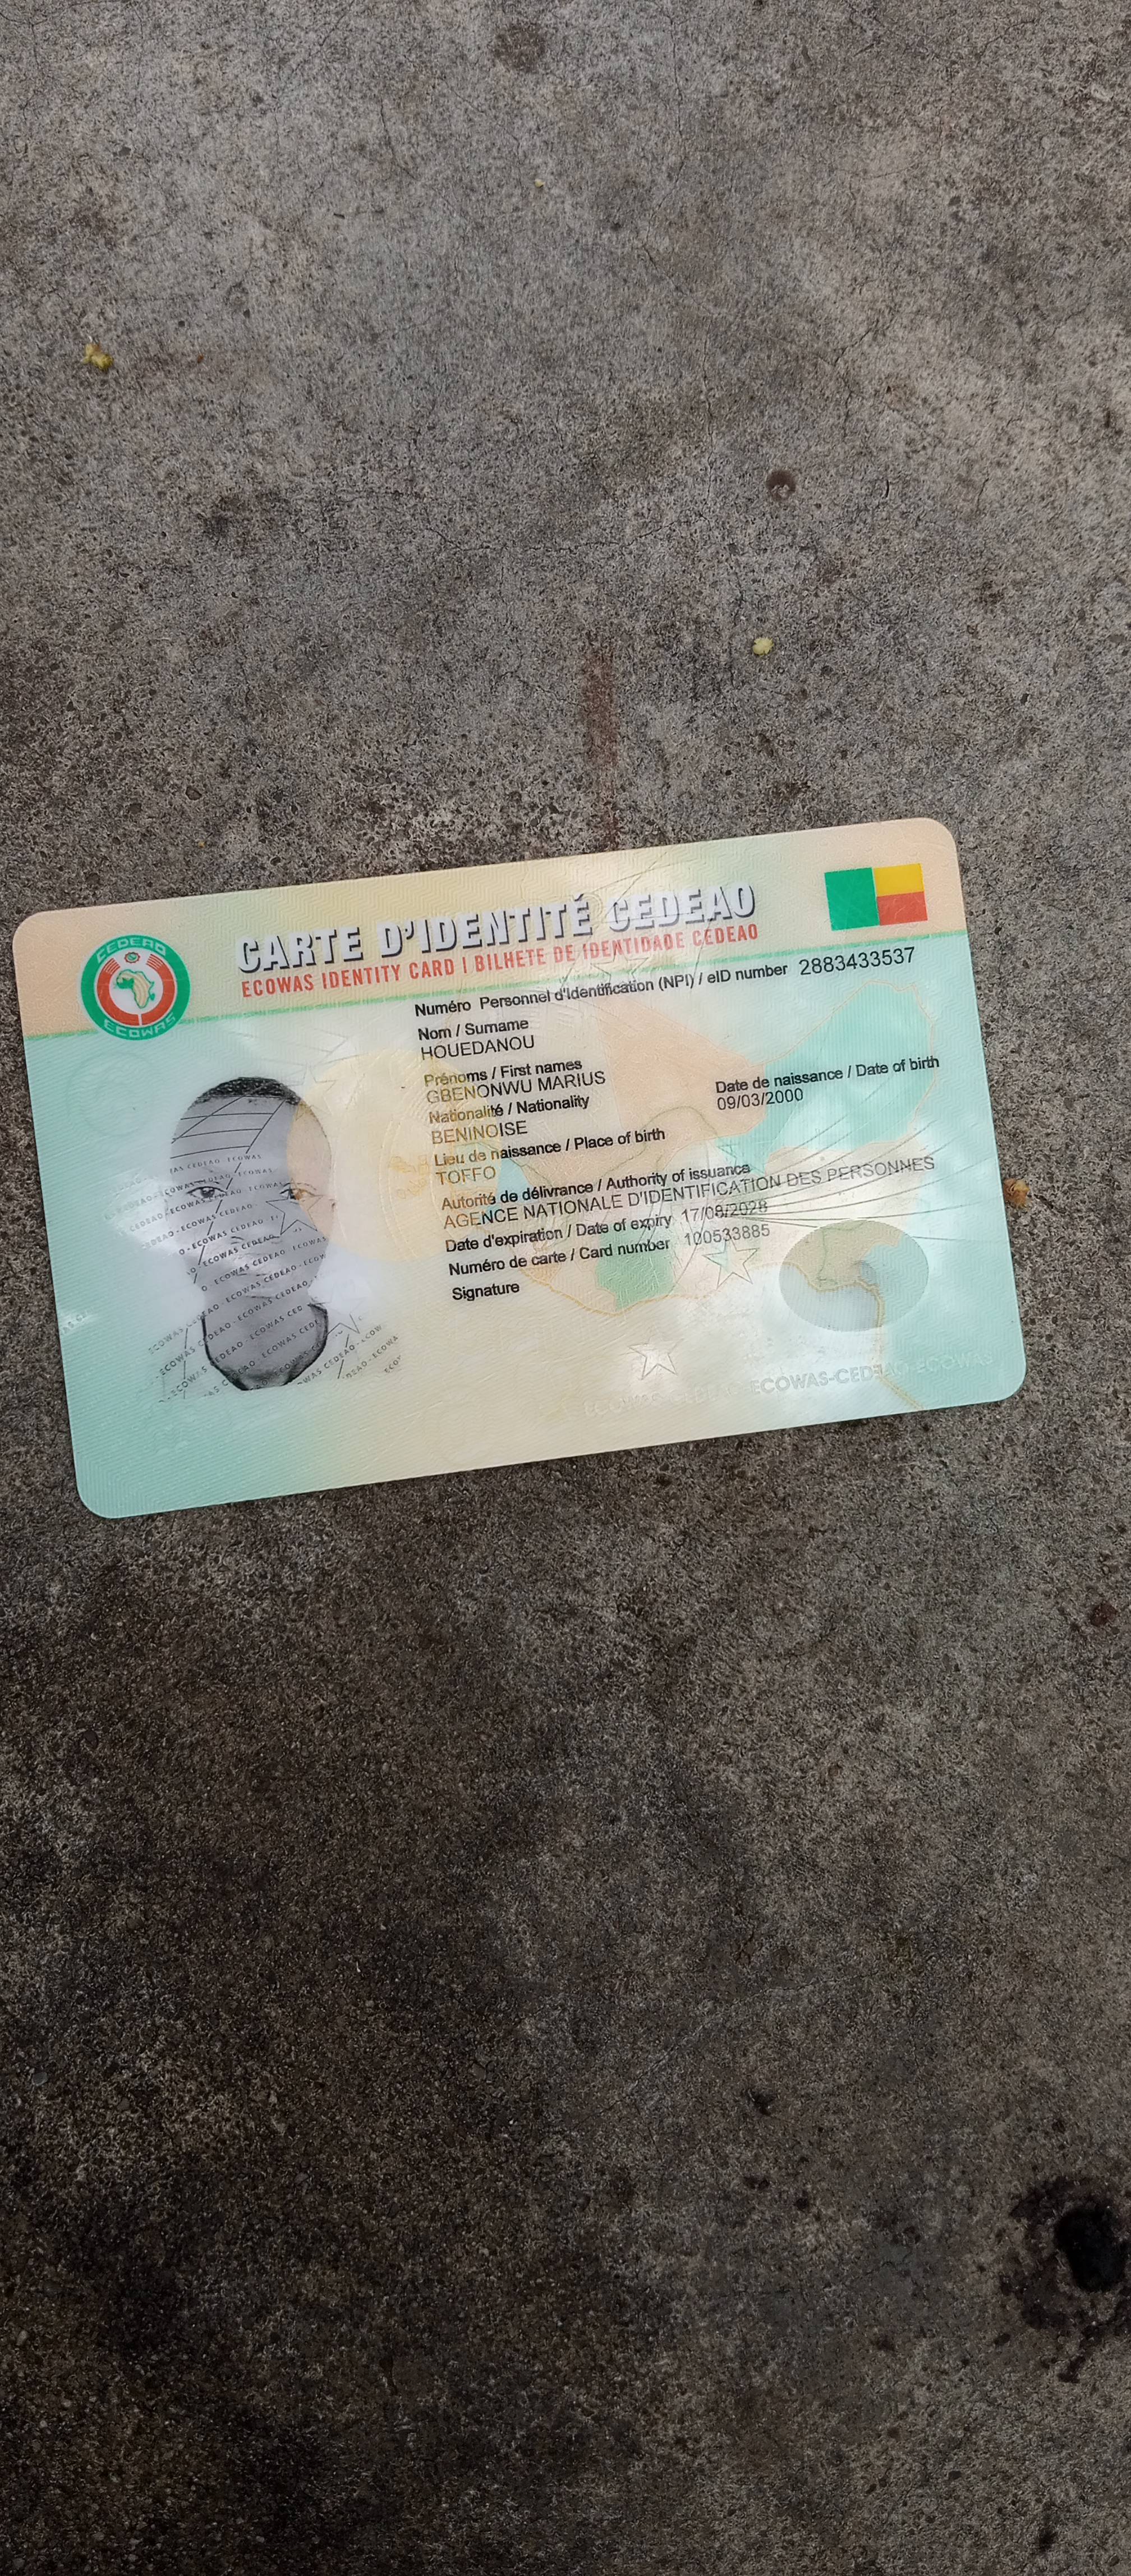 CEDEAO
ECOWAS
CARTE D'IDENTITÉ CEDEAO
ECOWAS IDENTITY CARD | BILHETE DE IDENTIDADE CEDEAO
Numéro Personnel d'Identification (NPI) / eID number 2883433537
Nom / Surname
HOUEDANOU
Prénoms / First names
GBENONWU MARIUS
Nationalité / Nationality
BENINOISE
Date de naissance / Date of birth
09/03/2000
Lieu de naissance / Place of birth
TOFFO
Autorité de délivrance / Authority of issuance
AGENCE NATIONALE D'IDENTIFICATION DES PERSONNES
Date d'expiration / Date of expiry 17/08/2028
Numéro de carte / Card number 100533885
Signature
ECOWAS-CEDEAO-ECOWAS